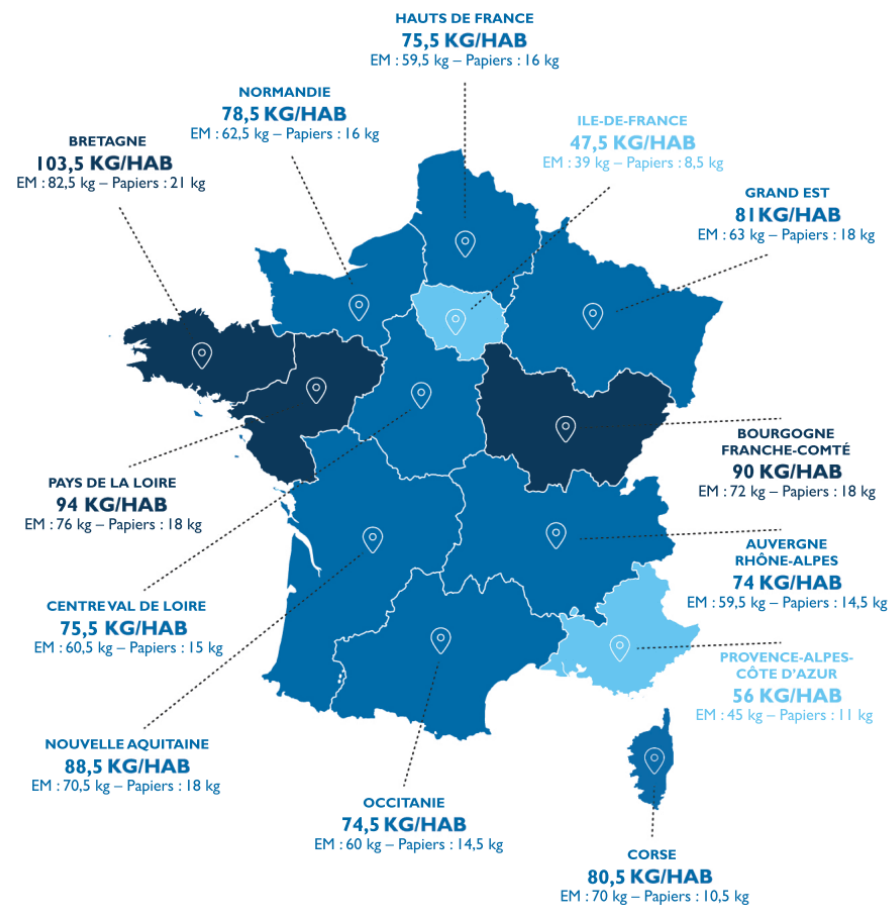 HAUTS DE FRANCE
75,5 KG/HAB
EM : 59,5 kg – Papiers : 16 kg
NORMANDIE
78,5 KG/HAB
EM : 62,5 kg – Papiers : 16 kg
ILE-DE-FRANCE
47,5 KG/HAB
EM : 39 kg – Papiers : 8,5 kg
BRETAGNE
103,5 KG/HAB
EM : 82,5 kg – Papiers : 21 kg
GRAND EST
81KG/HAB
EM : 63 kg – Papiers : 18 kg
BOURGOGNE
FRANCHE-COMTÉ
90 KG/HAB
EM : 72 kg – Papiers : 18 kg
PAYS DE LA LOIRE
94 KG/HAB
EM : 76 kg – Papiers : 18 kg
AUVERGNE
RHÔNE-ALPES
74 KG/HAB
EM : 59,5 kg – Papiers : 14,5 kg
CENTRE VAL DE LOIRE
75,5 KG/HAB
EM : 60,5 kg – Papiers : 15 kg
PROVENCE-ALPES-
CÔTE D'AZUR
56 KG/HAB
EM : 45 kg – Papiers : 11 kg
NOUVELLE AQUITAINE
88,5 KG/HAB
EM : 70,5 kg – Papiers : 18 kg
OCCITANIE
74,5 KG/HAB
EM : 60 kg – Papiers : 14,5 kg
CORSE
80,5 KG/HAB
EM : 70 kg – Papiers : 10,5 kg